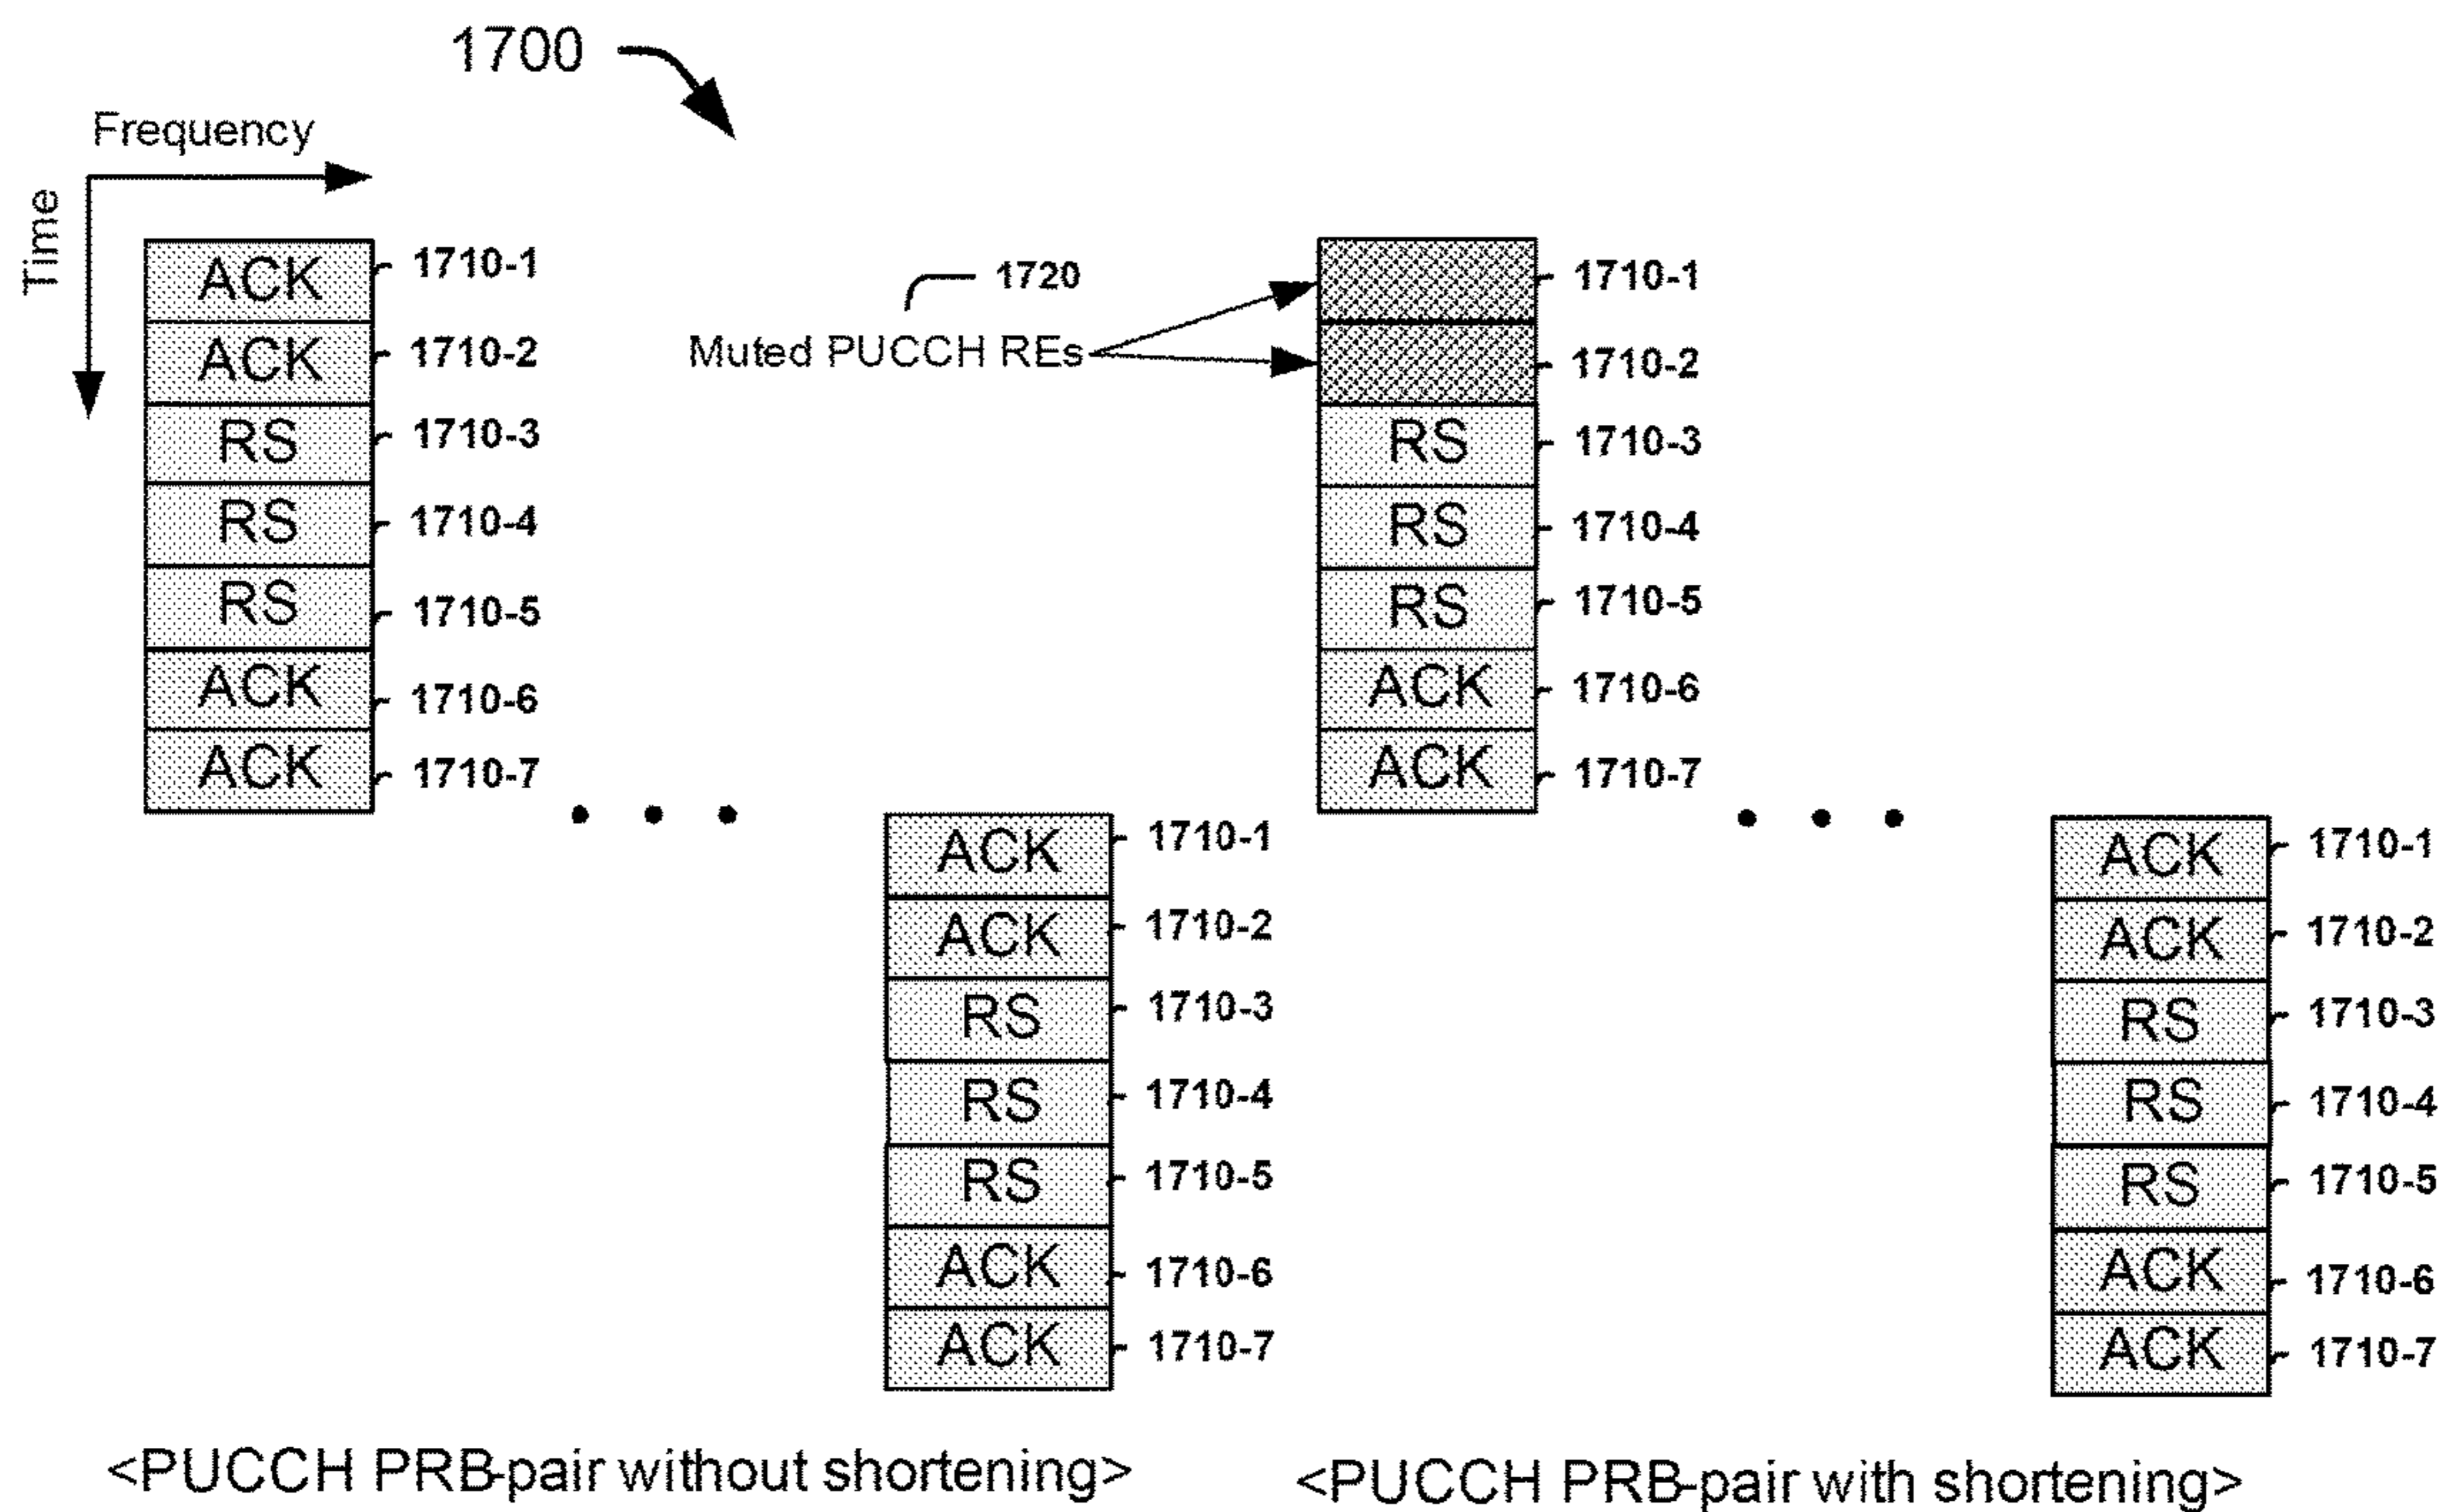 1700
Frequency
Time
ACK 1710-1
ACK 1710-2
RS 1710-3
RS 1710-4
RS 1710-5
ACK 1710-6
ACK 1710-7
ACK 1710-1
ACK 1710-2
RS 1710-3
RS 1710-4
RS 1710-5
ACK 1710-6
ACK 1710-7
<PUCCH PRB-pair without shortening>
1720
Muted PUCCH REs
1710-1
1710-2
RS 1710-3
RS 1710-4
RS 1710-5
ACK 1710-6
ACK 1710-7
ACK 1710-1
ACK 1710-2
RS 1710-3
RS 1710-4
RS 1710-5
ACK 1710-6
ACK 1710-7
<PUCCH PRB-pair with shortening>